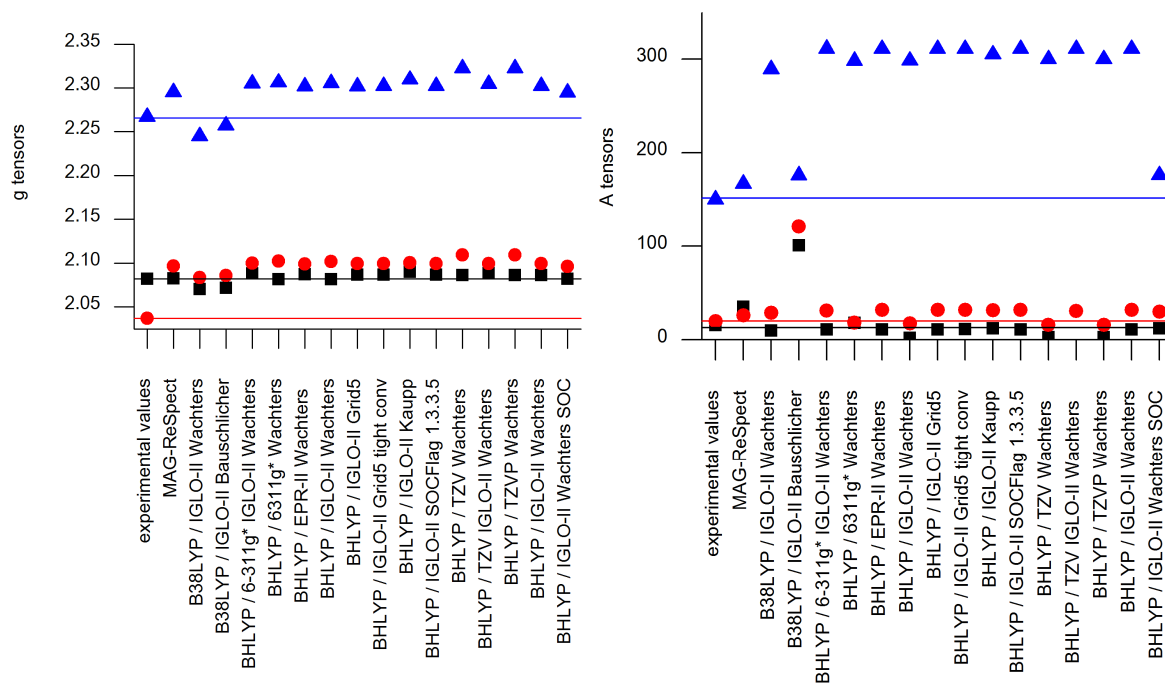 g tensors
2.35
2.30
2.25
2.20
2.15
2.10
2.05
experimental values
MAG-ReSpect
B38LYP / IGLO-II Wachters
B38LYP / IGLO-II Bauschlicher
BHLYP / 6-311g* IGLO-II Wachters
BHLYP / 6311g* Wachters
BHLYP / EPR-II Wachters
BHLYP / IGLO-II Wachters
BHLYP / IGLO-II Grid5
BHLYP / IGLO-II Grid5 tight conv
BHLYP / IGLO-II Kaupp
BHLYP / IGLO-II SOCFlag 1.3.3.5
BHLYP / TZV Wachters
BHLYP / TZV IGLO-II Wachters
BHLYP / TZVP Wachters
BHLYP / IGLO-II Wachters
BHLYP / IGLO-II Wachters SOC
A tensors
300
200
100
0
experimental values
MAG-ReSpect
B38LYP / IGLO-II Wachters
B38LYP / IGLO-II Bauschlicher
BHLYP / 6-311g* IGLO-II Wachters
BHLYP / 6311g* Wachters
BHLYP / EPR-II Wachters
BHLYP / IGLO-II Wachters
BHLYP / IGLO-II Grid5
BHLYP / IGLO-II Grid5 tight conv
BHLYP / IGLO-II Kaupp
BHLYP / IGLO-II SOCFlag 1.3.3.5
BHLYP / TZV Wachters
BHLYP / TZV IGLO-II Wachters
BHLYP / TZVP Wachters
BHLYP / IGLO-II Wachters
BHLYP / IGLO-II Wachters SOC